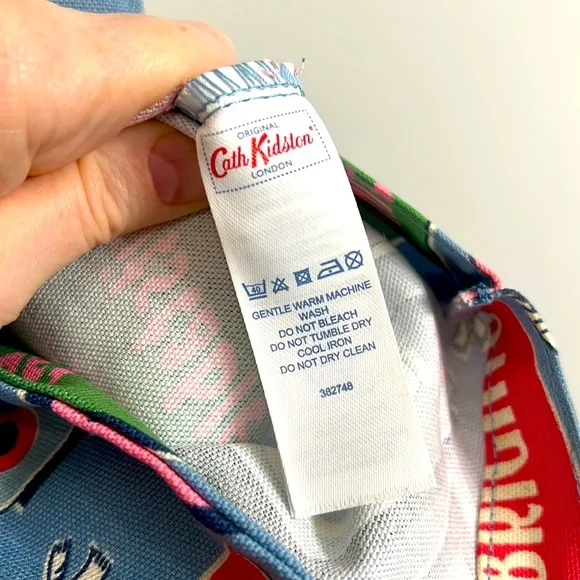 ORIGINAL
Cath Kidston
LONDON
40
GENTLE WARM MACHINE
WASH
DO NOT BLEACH
DO NOT TUMBLE DRY
COOL IRON
DO NOT DRY CLEAN
382748